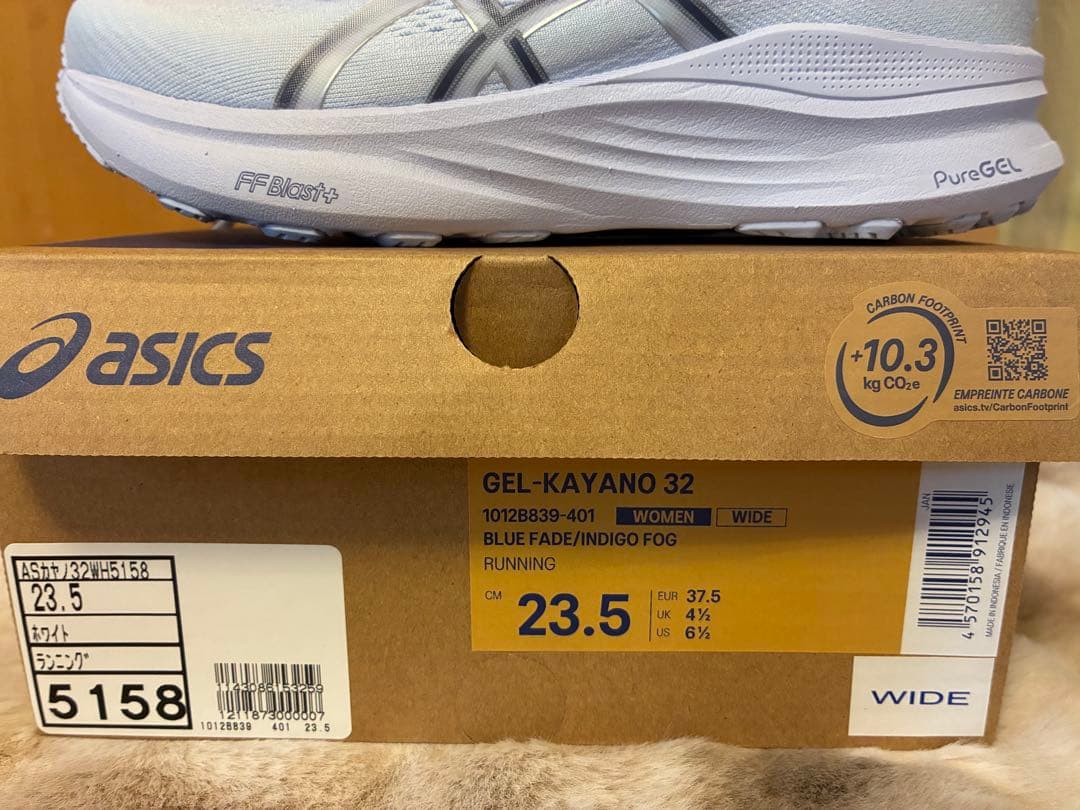 FF Blast+
PureGEL
asics
CARBON FOOTPRINT
+10.3
kg CO₂e
EMPREINTE CARBONE
asics.tv/CarbonFootprint
GEL-KAYANO 32
1012B839-401 WOMEN WIDE
BLUE FADE/INDIGO FOG
RUNNING
CM 23.5
EUR 37.5
UK 4½
US 6½
JAN
4 570158 912945
MADE IN INDONESIA / FABRIQUE EN INDONESIE
WIDE
ASカヤノ32WH5158
23.5
ホワイト
ランニング
5158
1143086153259
1211873000007
1012B839 401 23.5